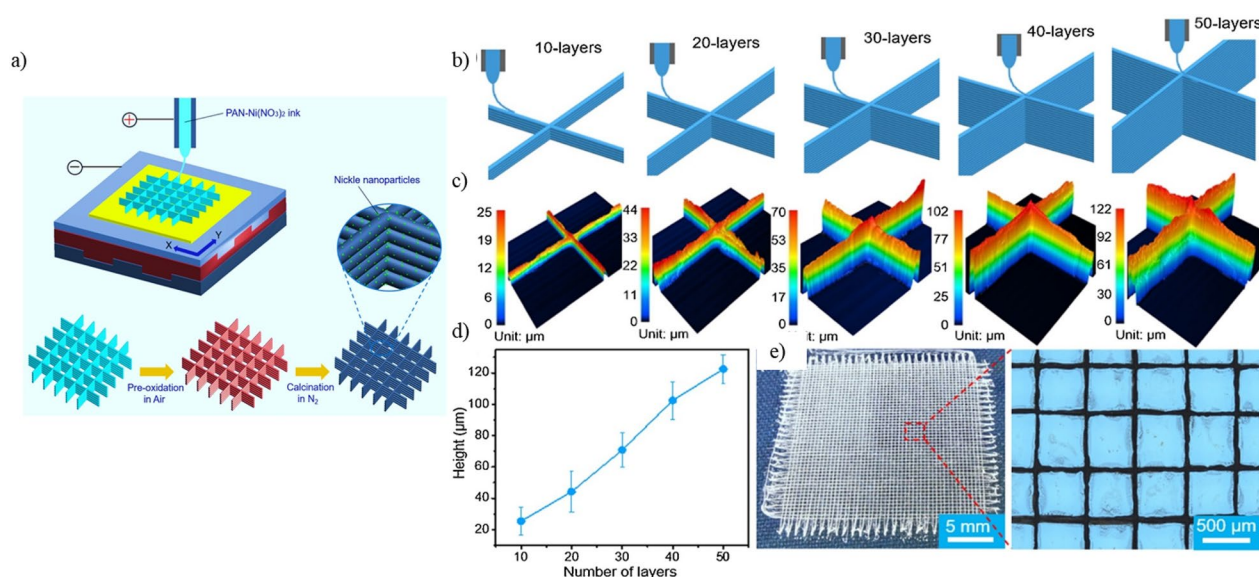 a)
PAN-Ni(NO₃)₂ ink
+
−
Nickle nanoparticles
X
Y
Pre-oxidation
in Air
Calcination
in N₂
b)
10-layers
20-layers
30-layers
40-layers
50-layers
c)
25
19
12
6
0
Unit: µm
44
33
22
11
0
Unit: µm
70
53
35
18
0
Unit: µm
102
77
51
25
0
Unit: µm
122
92
61
30
0
Unit: µm
d)
Height (µm)
120
100
80
60
40
20
10
20
30
40
50
Number of layers
e)
5 mm
500 µm